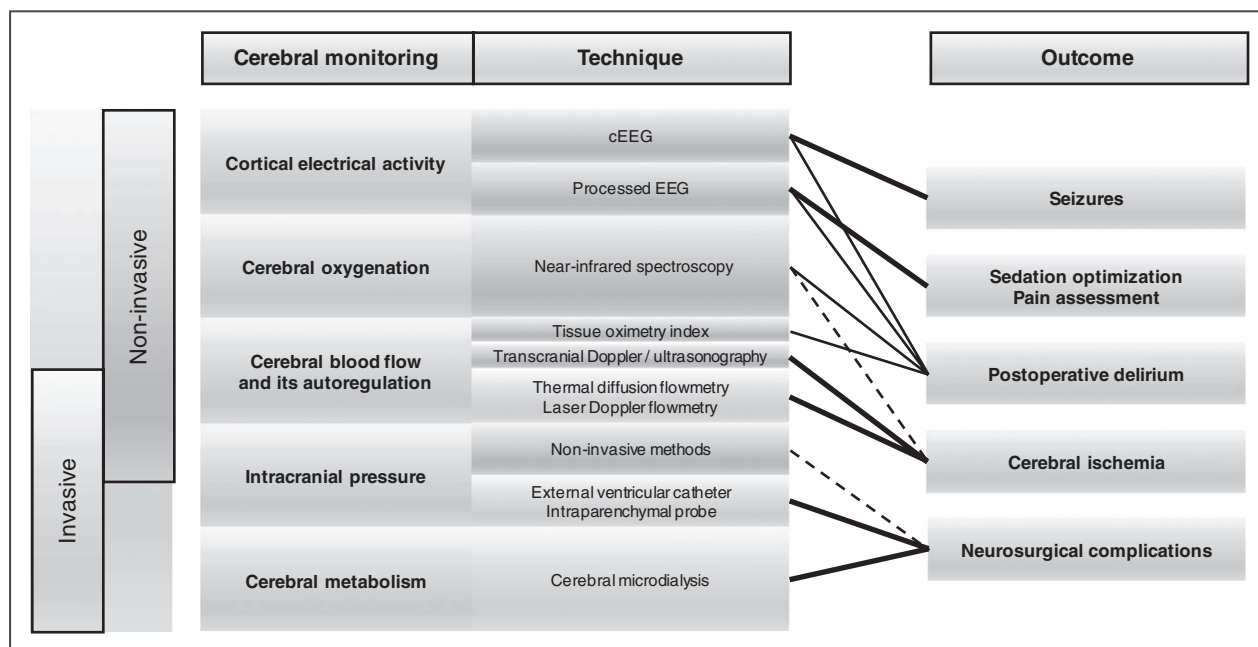 Cerebral monitoring
Technique
Outcome
Non-invasive
Invasive
Cortical electrical activity
cEEG
Processed EEG
Cerebral oxygenation
Near-infrared spectroscopy
Cerebral blood flow
and its autoregulation
Tissue oximetry index
Transcranial Doppler / ultrasonography
Thermal diffusion flowmetry
Laser Doppler flowmetry
Intracranial pressure
Non-invasive methods
External ventricular catheter
Intraparenchymal probe
Cerebral metabolism
Cerebral microdialysis
Seizures
Sedation optimization
Pain assessment
Postoperative delirium
Cerebral ischemia
Neurosurgical complications